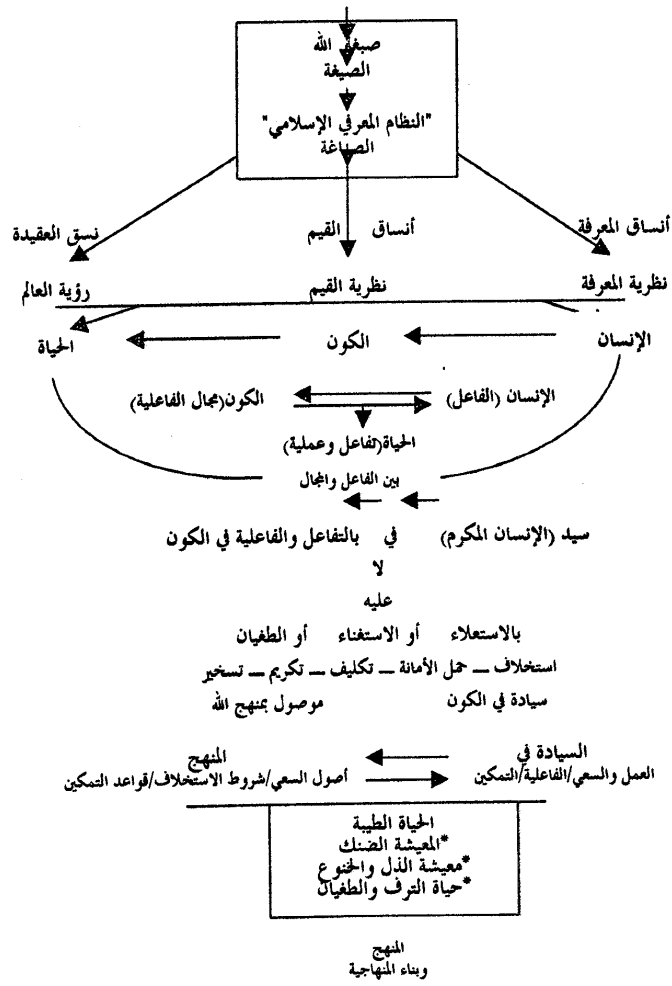 صبغة الله
الصيغة
"النظام المعرفي الإسلامي"
الصياغة
أنساق المعرفة أنساق القيم نسق العقيدة
نظرية المعرفة نظرية القيم رؤية العالم
الإنسان الكون الحياة
الإنسان (الفاعل) الكون(مجال الفاعلية)
الحياة(تفاعل وعملية)
بين الفاعل والمجال
سيد (الإنسان المكرم) في بالتفاعل والفاعلية في الكون
لا
عليه
بالاستعلاء أو الاستغناء أو الطغيان
استخلاف – حمل الأمانة – تكليف – تكريم – تسخير
سيادة في الكون موصول بمنهج الله
السيادة في المنهج
العمل والسعي/الفاعلية/التمكين أصول السعي/شروط الاستخلاف/قواعد التمكين
الحياة الطيبة
*المعيشة الضنك
*معيشة الذل والخنوع
*حياة الترف والطغيان
المنهج
وبناء المنهاجية